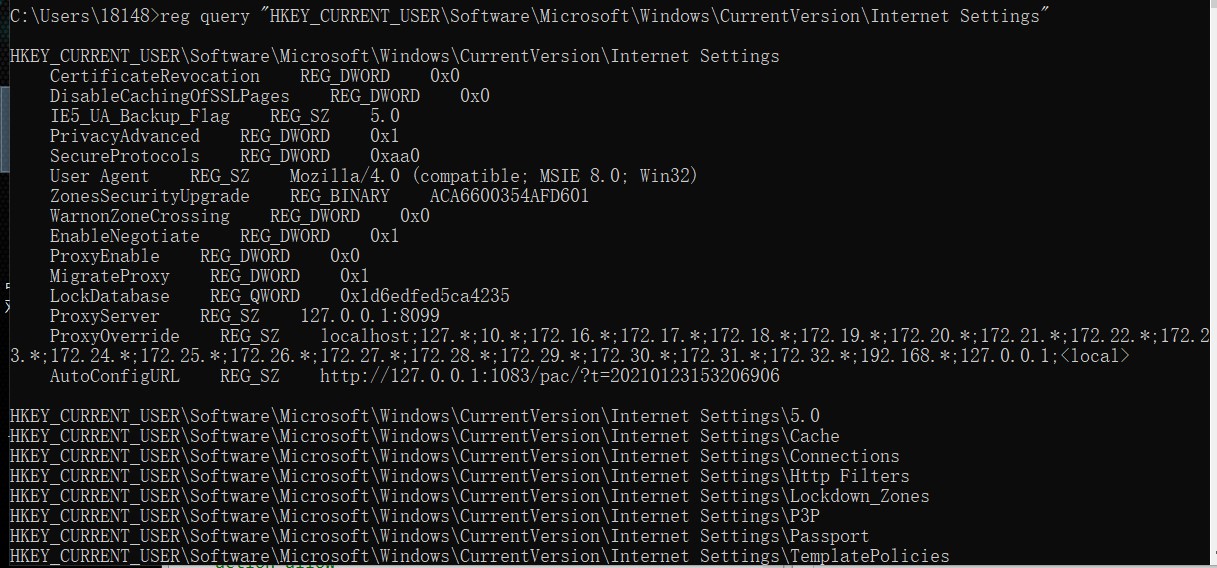 C:\Users\18148>reg query "HKEY_CURRENT_USER\Software\Microsoft\Windows\CurrentVersion\Internet Settings"
HKEY_CURRENT_USER\Software\Microsoft\Windows\CurrentVersion\Internet Settings
CertificateRevocation    REG_DWORD    0x0
DisableCachingOfSSLPages    REG_DWORD    0x0
IE5_UA_Backup_Flag    REG_SZ    5.0
PrivacyAdvanced    REG_DWORD    0x1
SecureProtocols    REG_DWORD    0xaa0
User Agent    REG_SZ    Mozilla/4.0 (compatible; MSIE 8.0; Win32)
ZonesSecurityUpgrade    REG_BINARY    ACA6600354AFD601
WarnonZoneCrossing    REG_DWORD    0x0
EnableNegotiate    REG_DWORD    0x1
ProxyEnable    REG_DWORD    0x0
MigrateProxy    REG_DWORD    0x1
LockDatabase    REG_QWORD    0x1d6edfed5ca4235
ProxyServer    REG_SZ    127.0.0.1:8099
ProxyOverride    REG_SZ    localhost;127.*;10.*;172.16.*;172.17.*;172.18.*;172.19.*;172.20.*;172.21.*;172.22.*;172.2
3.*;172.24.*;172.25.*;172.26.*;172.27.*;172.28.*;172.29.*;172.30.*;172.31.*;172.32.*;192.168.*;127.0.0.1;<local>
AutoConfigURL    REG_SZ    http://127.0.0.1:1083/pac/?t=20210123153206906
HKEY_CURRENT_USER\Software\Microsoft\Windows\CurrentVersion\Internet Settings\5.0
HKEY_CURRENT_USER\Software\Microsoft\Windows\CurrentVersion\Internet Settings\Cache
HKEY_CURRENT_USER\Software\Microsoft\Windows\CurrentVersion\Internet Settings\Connections
HKEY_CURRENT_USER\Software\Microsoft\Windows\CurrentVersion\Internet Settings\Http Filters
HKEY_CURRENT_USER\Software\Microsoft\Windows\CurrentVersion\Internet Settings\Lockdown_Zones
HKEY_CURRENT_USER\Software\Microsoft\Windows\CurrentVersion\Internet Settings\P3P
HKEY_CURRENT_USER\Software\Microsoft\Windows\CurrentVersion\Internet Settings\Passport
HKEY_CURRENT_USER\Software\Microsoft\Windows\CurrentVersion\Internet Settings\TemplatePolicies